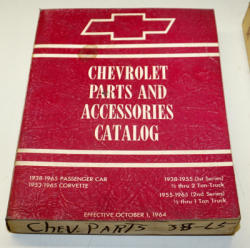 CHEVROLET
PARTS AND
ACCESSORIES
CATALOG
1938-1965 PASSENGER CAR
1953-1965 CORVETTE
1938-1955 (1st Series)
½ thru 2 Ton-Truck
1955-1965 (2nd Series)
½ thru 1 Ton Truck
EFFECTIVE OCTOBER 1, 1964
CHEV. PARTS 38-65